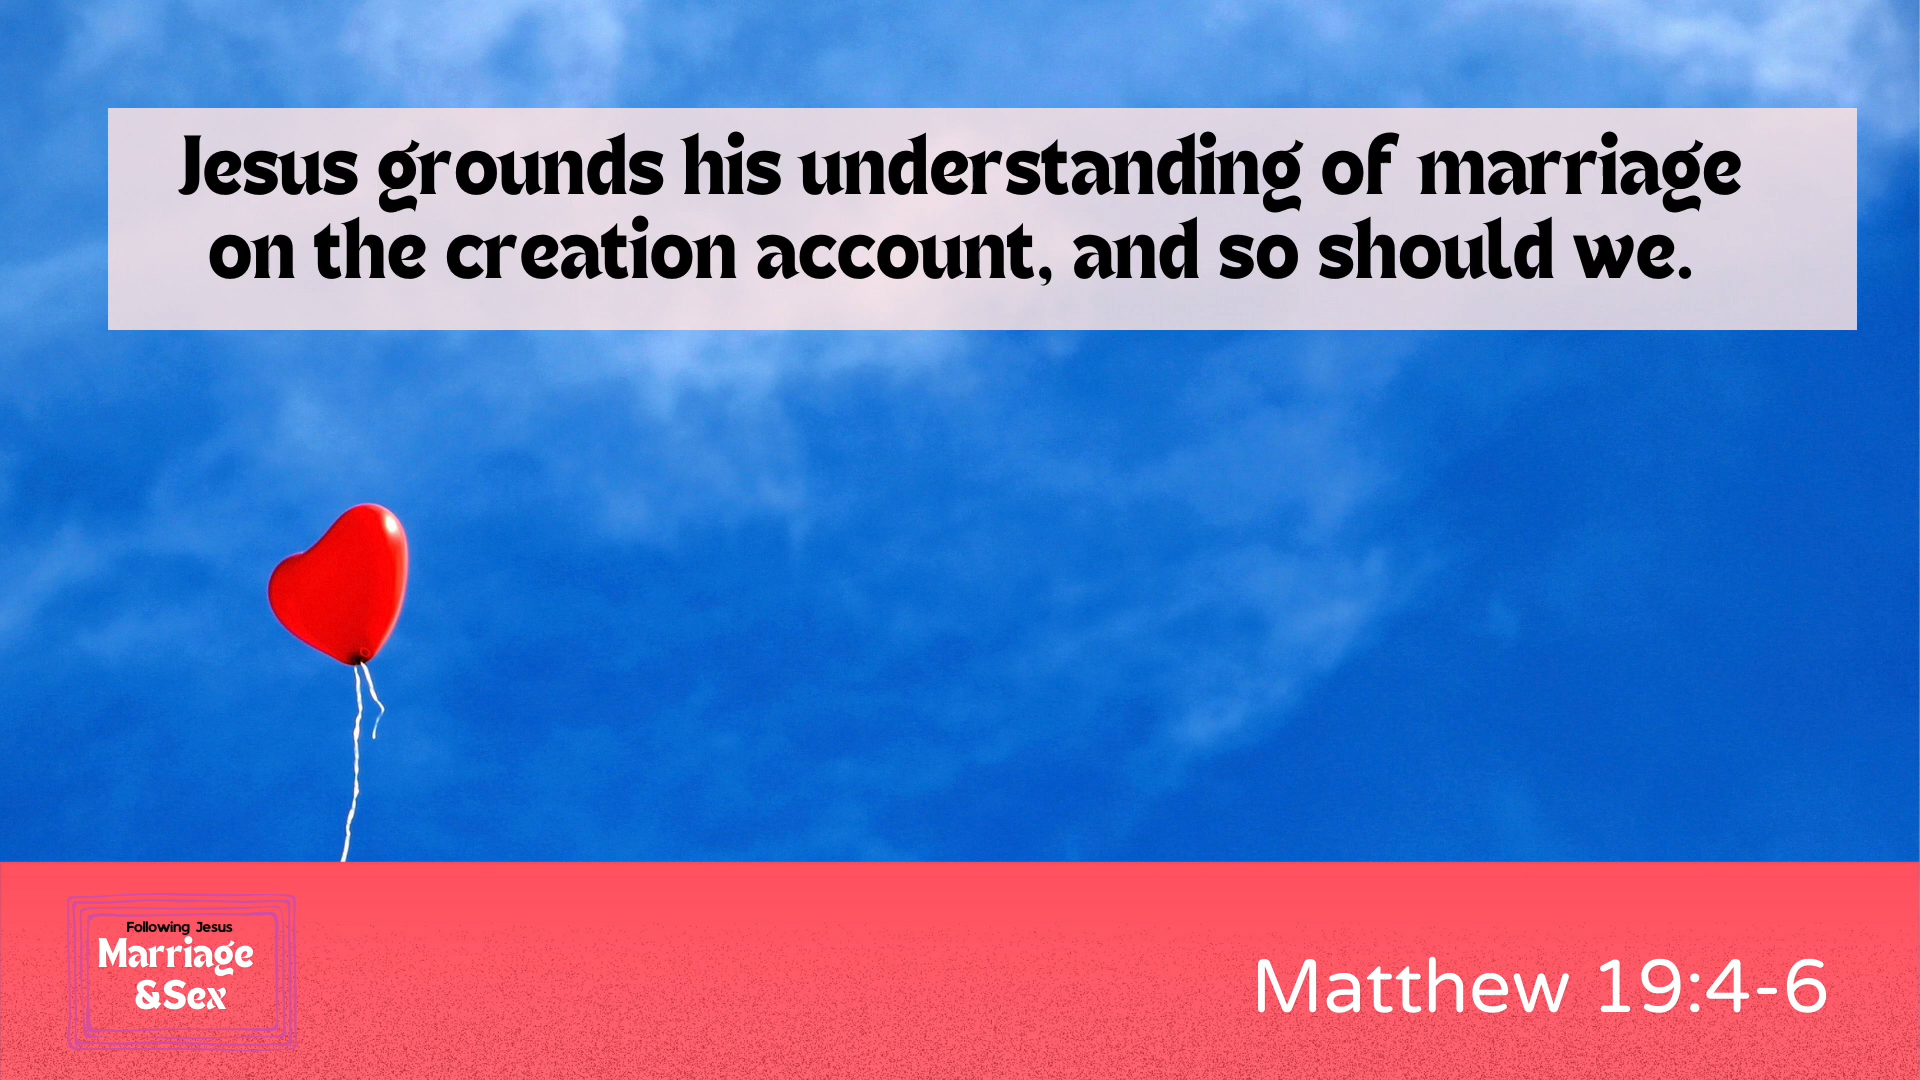 Jesus grounds his understanding of marriage
on the creation account, and so should we.
Following Jesus
Marriage
&Sex
Matthew 19:4-6